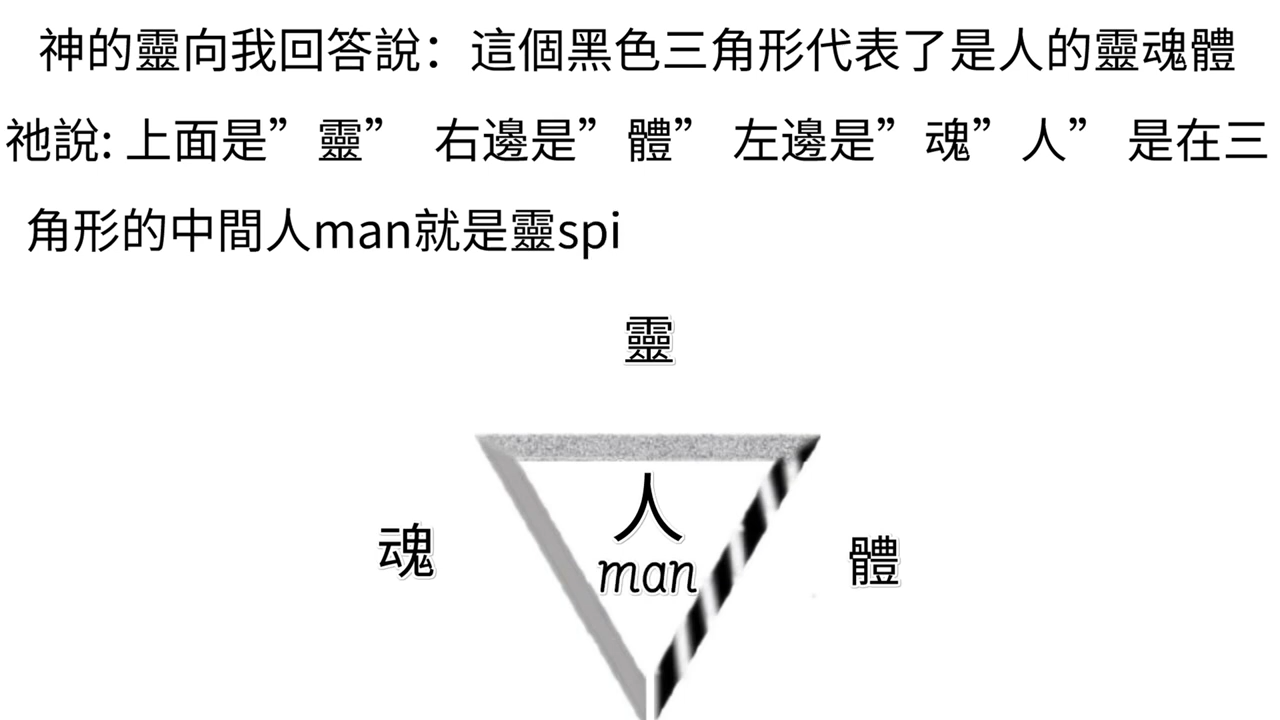 神的靈向我回答說：這個黑色三角形代表了是人的靈魂體
祂說: 上面是”靈” 右邊是”體” 左邊是”魂”人” 是在三
角形的中間人man就是靈spi
靈
人
man
魂
體